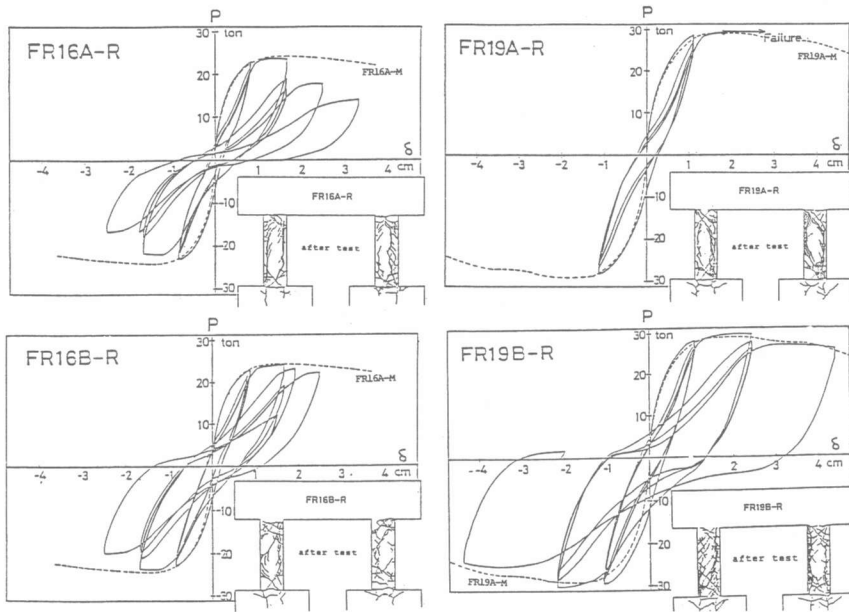 P
ton
FR16A-R
30
20
10
FR16A-M
δ
-4 -3 -2 -1 1 2 3 4 cm
-10
-20
-30
FR16A-R
after test
P
ton
FR19A-R
30
20
10
Failure
FR19A-M
δ
-4 -3 -2 -1 1 2 3 4 cm
-10
-20
-30
FR19A-R
after test
P
ton
FR16B-R
30
20
10
FR16A-M
δ
-4 -3 -2 -1 1 2 3 4 cm
-10
-20
-30
FR16B-R
after test
P
ton
FR19B-R
30
20
10
δ
-4 -3 -2 -1 1 2 3 4 cm
-10
-20
-30
FR19A-M
FR19B-R
after test